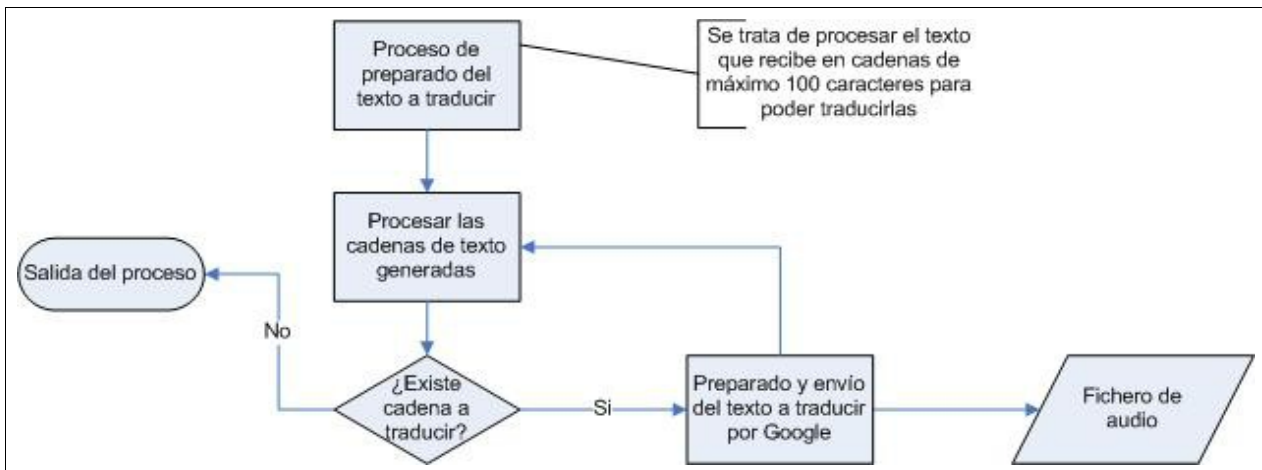 Proceso de
preparado del
texto a traducir
Se trata de procesar el texto
que recibe en cadenas de
máximo 100 caracteres para
poder traducirlas
Procesar las
cadenas de texto
generadas
Salida del proceso
No
¿Existe
cadena a
traducir?
Si
Preparado y envío
del texto a traducir
por Google
Fichero de
audio